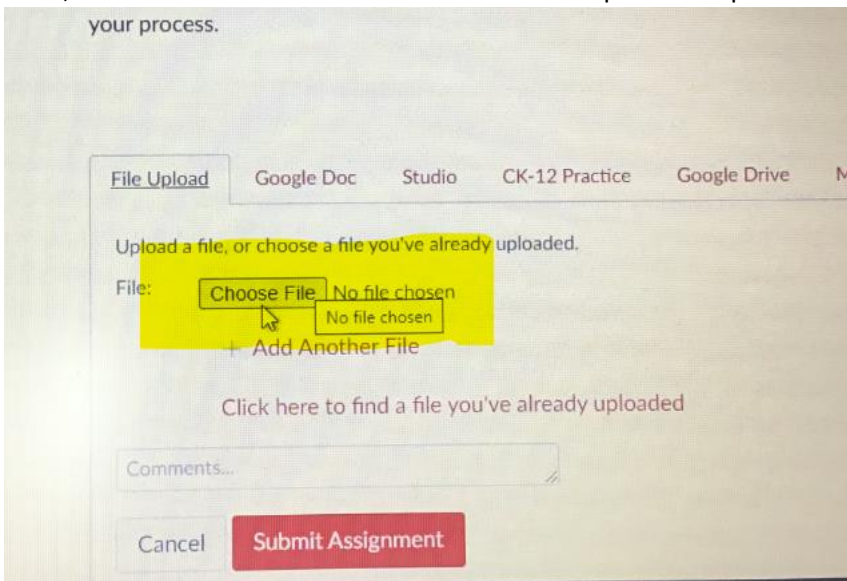 your process.
File Upload Google Doc Studio CK-12 Practice Google Drive
Upload a file, or choose a file you've already uploaded.
File: Choose File No file chosen
No file chosen
+ Add Another File
Click here to find a file you've already uploaded
Comments...
Cancel Submit Assignment